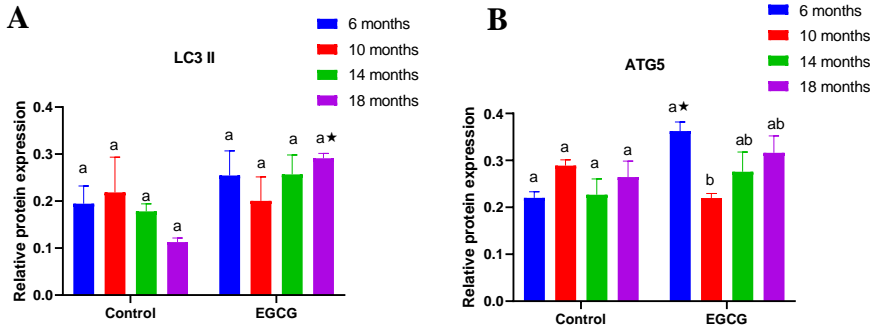 A
6 months
10 months
14 months
18 months
LC3 II
Relative protein expression
0.4
0.3
0.2
0.1
0.0
a
a
a
a
a
a
a
a★
Control
EGCG
B
6 months
10 months
14 months
18 months
ATG5
Relative protein expression
0.4
0.3
0.2
0.1
0.0
a
a
a
a
a★
b
ab
ab
Control
EGCG